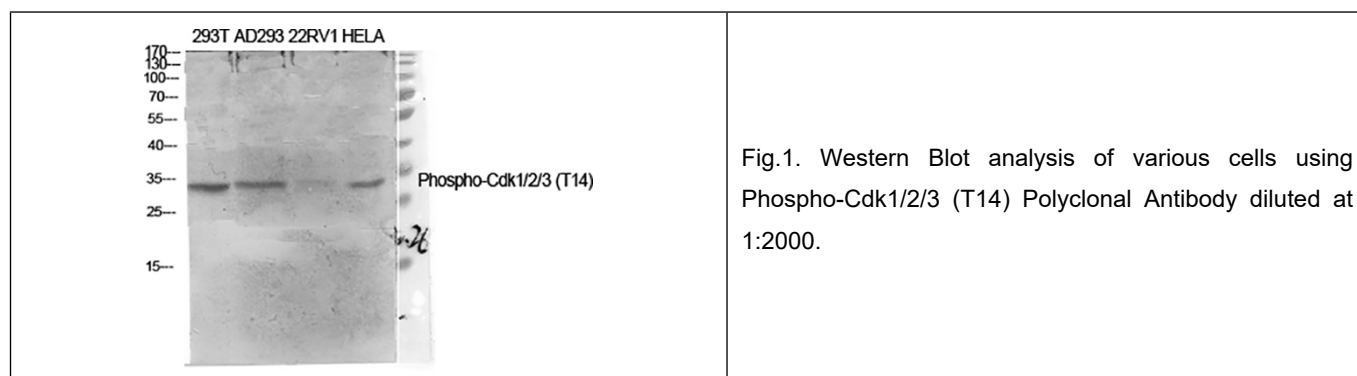 293T AD293 22RV1 HELA
170---
130---
100---
70---
55---
40---
35---
25---
15---
Phospho-Cdk1/2/3 (T14)
Fig.1. Western Blot analysis of various cells using
Phospho-Cdk1/2/3 (T14) Polyclonal Antibody diluted at
1:2000.